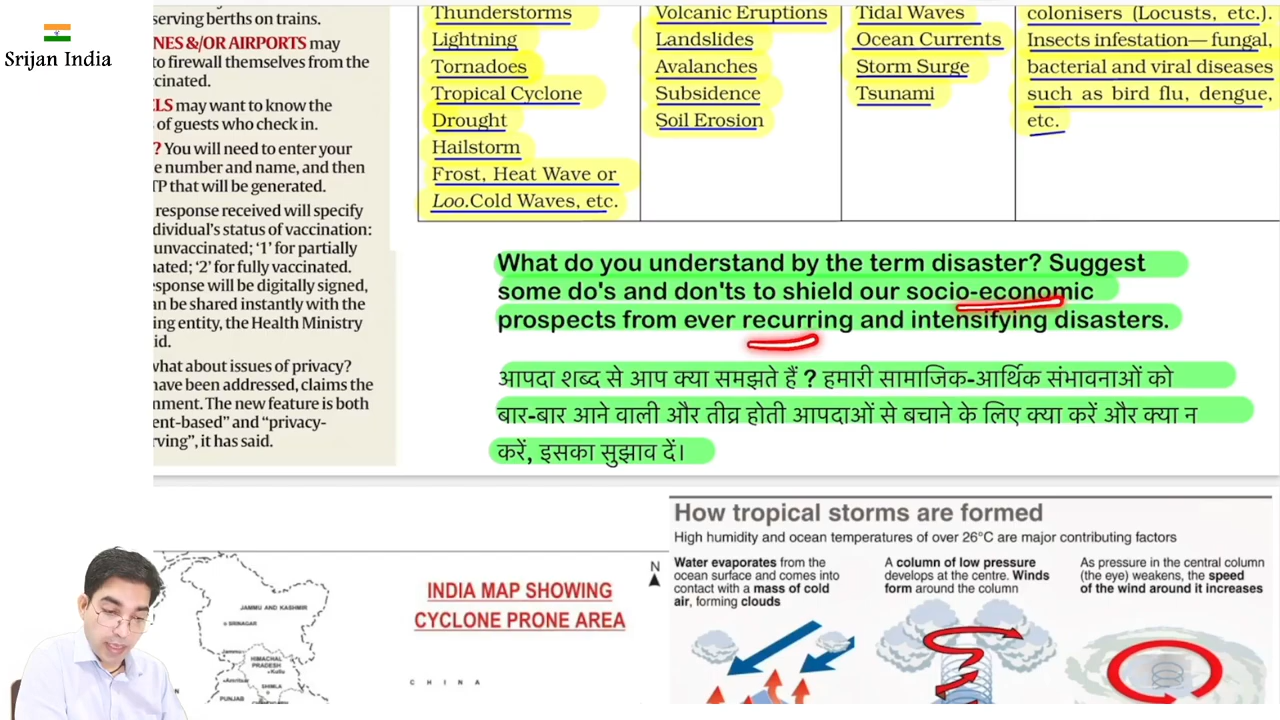 Srijan India
serving berths on trains.
NES &/OR AIRPORTS may
to firewall themselves from the
ccinated.
ELS may want to know the
of guests who check in.
? You will need to enter your
e number and name, and then
TP that will be generated.
response received will specify
dividual's status of vaccination:
unvaccinated; '1' for partially
nated; '2' for fully vaccinated.
esponse will be digitally signed,
an be shared instantly with the
ing entity, the Health Ministry
id.
what about issues of privacy?
have been addressed, claims the
nment. The new feature is both
ent-based" and "privacy-
rving", it has said.
Thunderstorms
Lightning
Tornadoes
Tropical Cyclone
Drought
Hailstorm
Frost, Heat Wave or
Loo.Cold Waves, etc.
Volcanic Eruptions
Landslides
Avalanches
Subsidence
Soil Erosion
Tidal Waves
Ocean Currents
Storm Surge
Tsunami
colonisers (Locusts, etc.).
Insects infestation— fungal,
bacterial and viral diseases
such as bird flu, dengue,
etc.
What do you understand by the term disaster? Suggest
some do's and don'ts to shield our socio-economic
prospects from ever recurring and intensifying disasters.
आपदा शब्द से आप क्या समझते हैं ? हमारी सामाजिक-आर्थिक संभावनाओं को
बार-बार आने वाली और तीव्र होती आपदाओं से बचाने के लिए क्या करें और क्या न
करें, इसका सुझाव दें।
INDIA MAP SHOWING
CYCLONE PRONE AREA
N
JAMMU AND KASHMIR
SRINAGAR
Jammu
HIMACHAL
PRADESH
Amritsar
SHIMLA
PUNJAB
N
C H I N A
How tropical storms are formed
High humidity and ocean temperatures of over 26°C are major contributing factors
Water evaporates from the
ocean surface and comes into
contact with a mass of cold
air, forming clouds
A column of low pressure
develops at the centre. Winds
form around the column
As pressure in the central column
(the eye) weakens, the speed
of the wind around it increases